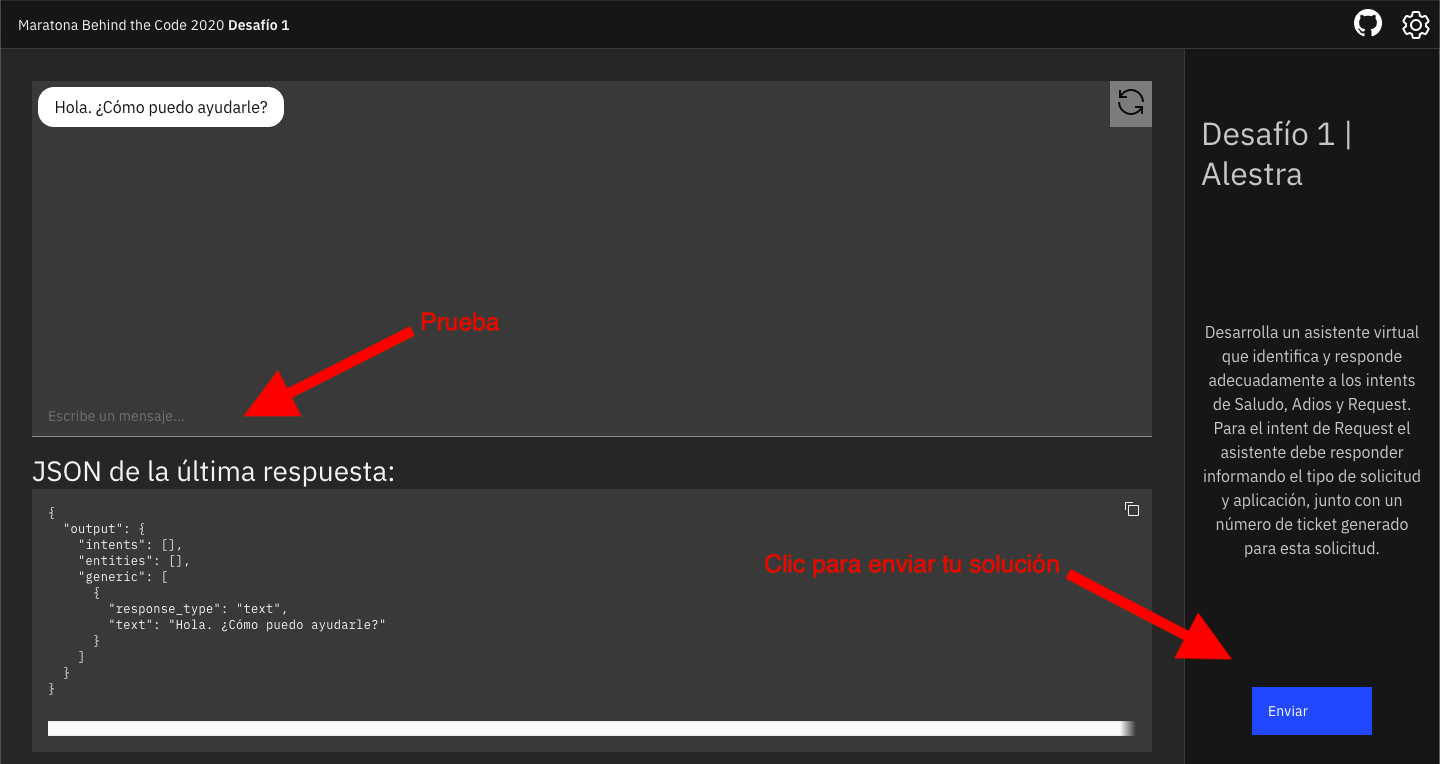 Maratona Behind the Code 2020 Desafío 1
Hola. ¿Cómo puedo ayudarle?
Prueba
Escribe un mensaje...
JSON de la última respuesta:
{
  "output": {
    "intents": [],
    "entities": [],
    "generic": [
      {
        "response_type": "text",
        "text": "Hola. ¿Cómo puedo ayudarle?"
      }
    ]
  }
}
Desafío 1 |
Alestra
Desarrolla un asistente virtual
que identifica y responde
adecuadamente a los intents
de Saludo, Adios y Request.
Para el intent de Request el
asistente debe responder
informando el tipo de solicitud
y aplicación, junto con un
número de ticket generado
para esta solicitud.
Clic para enviar tu solución
Enviar